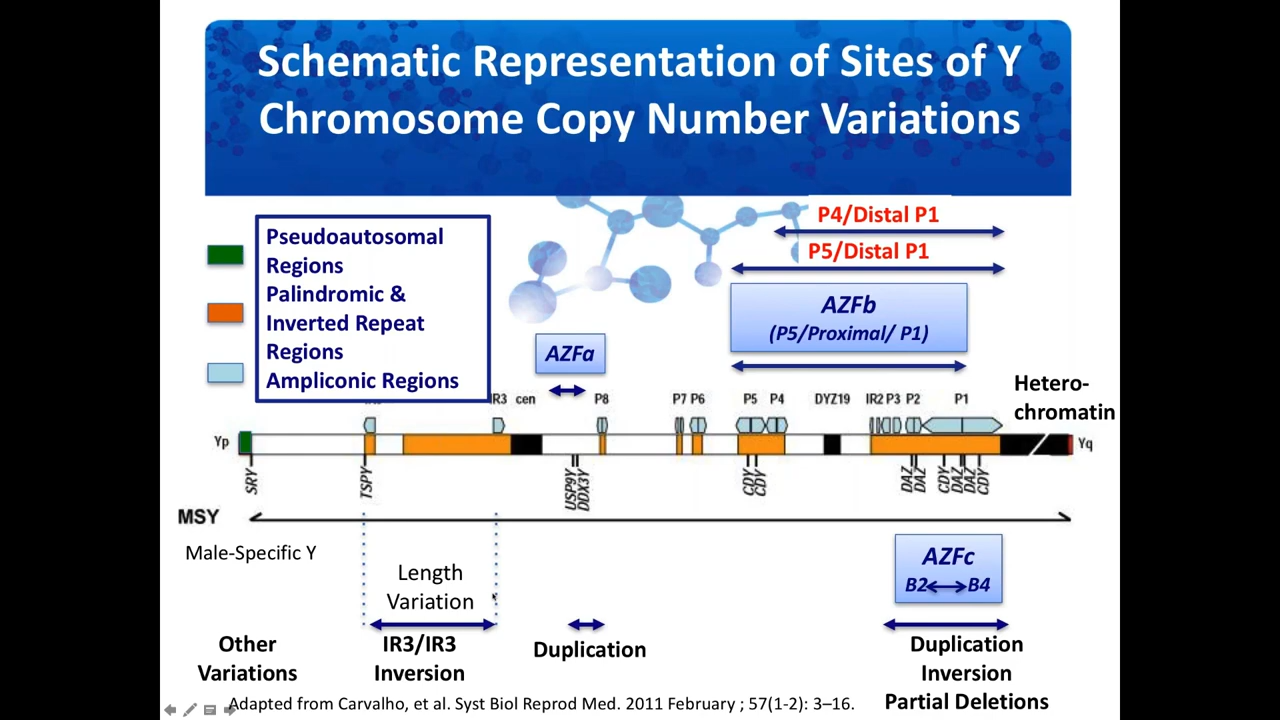 Schematic Representation of Sites of Y
Chromosome Copy Number Variations
Pseudoautosomal
Regions
Palindromic &
Inverted Repeat
Regions
Ampliconic Regions
P4/Distal P1
P5/Distal P1
AZFb
(P5/Proximal/ P1)
AZFa
Hetero-
chromatin
IR3 cen P8 P7 P6 P5 P4 DYZ19 IR2 P3 P2 P1
Yp Yq
SRY TSPY USP9Y DDX3Y CDY CDY DAZ DAZ CDY DAZ DAZ CDY
MSY
Male-Specific Y
Length
Variation
AZFc
B2 B4
Other
Variations
IR3/IR3
Inversion
Duplication
Duplication
Inversion
Partial Deletions
Adapted from Carvalho, et al. Syst Biol Reprod Med. 2011 February ; 57(1-2): 3–16.